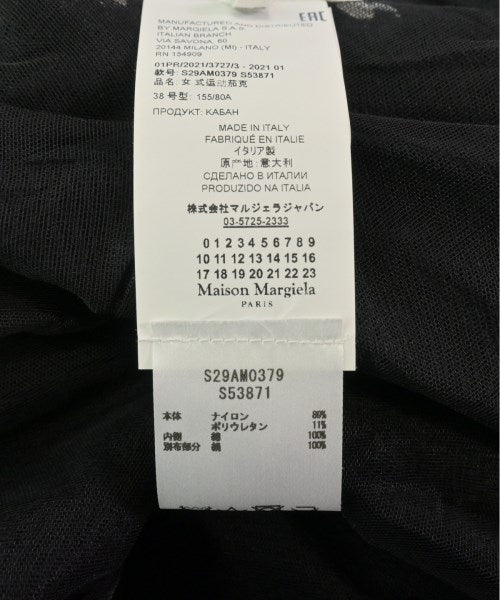 MANUFACTURED AND DISTRIBUTED
BY MARGIELA S.A.S.
ITALIAN BRANCH
VIA SAVONA, 60
20144 MILANO (MI) - ITALY
RN 154909
EAC
01PR/2021/3727/3 - 2021 01
款号: S29AM0379 S53871
品名: 女 式运动茄克
38 号型: 155/80A
ПРОДУКТ: КАБАН
MADE IN ITALY
FABRIQUÉ EN ITALIE
イタリア製
原产地: 意大利
СДЕЛАНО В ИТАЛИИ
PRODUZIDO NA ITALIA
株式会社マルジェラジャパン
03-5725-2333
0 1 2 3 4 5 6 7 8 9
10 11 12 13 14 15 16
17 18 19 20 21 22 23
Maison Margiela
PARIS
S29AM0379
S53871
本体 ナイロン 89%
ポリウレタン 11%
内側 綿 100%
別布部分 絹 100%